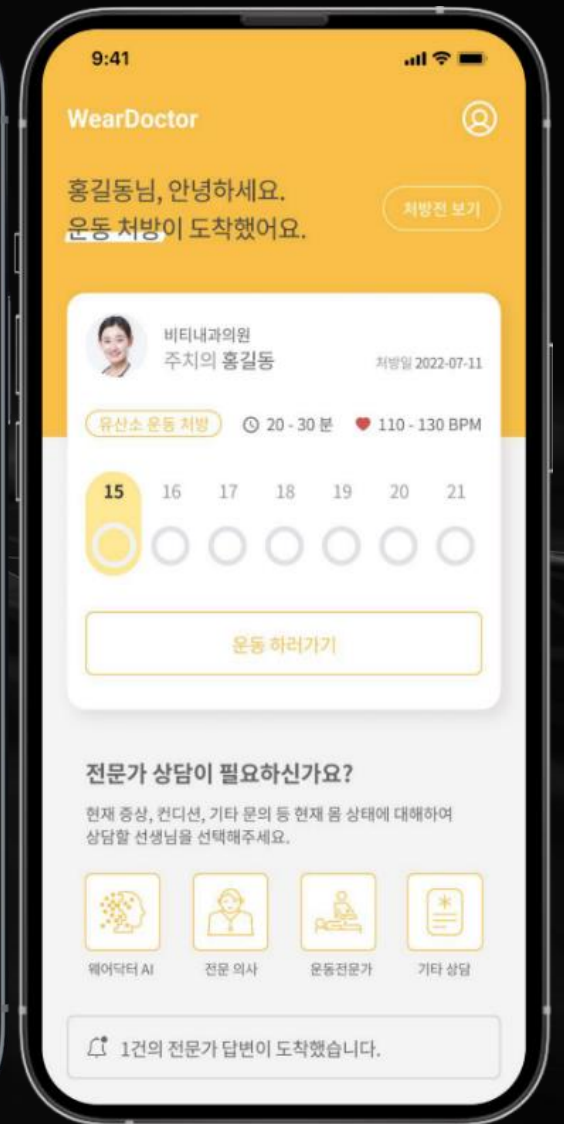 9:41
WearDoctor
홍길동님, 안녕하세요.
운동 처방이 도착했어요.
처방전 보기
비티내과의원
주치의 홍길동
처방일 2022-07-11
유산소 운동 처방 20 - 30 분 110 - 130 BPM
15 16 17 18 19 20 21
운동 하러가기
전문가 상담이 필요하신가요?
현재 증상, 컨디션, 기타 문의 등 현재 몸 상태에 대해하여
상담할 선생님을 선택해주세요.
웨어닥터 AI 전문 의사 운동전문가 기타 상담
1건의 전문가 답변이 도착했습니다.